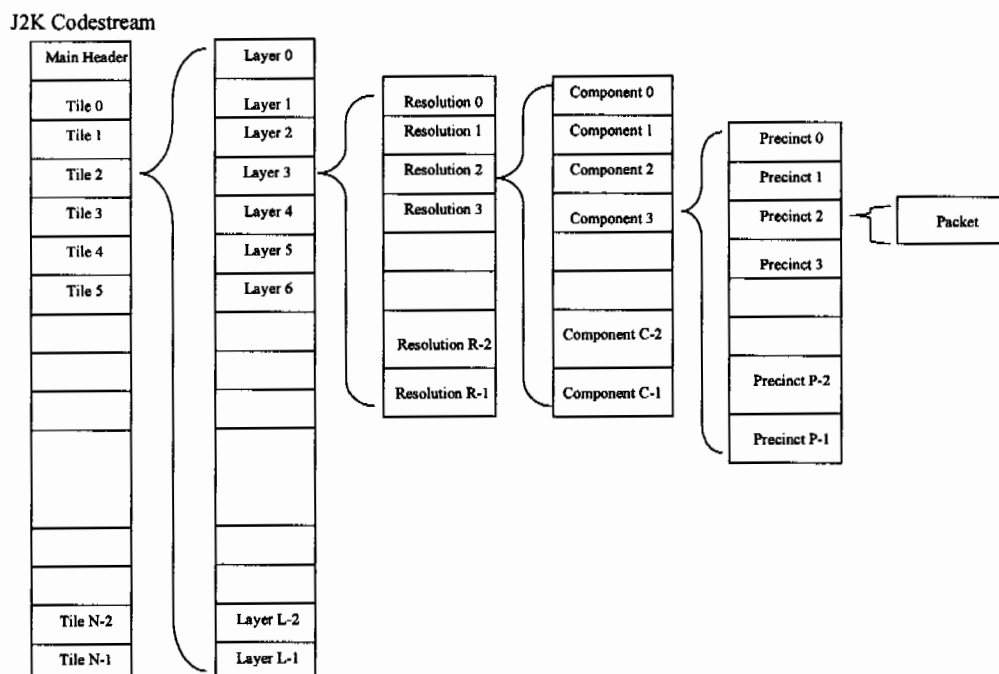 J2K Codestream
Main Header
Tile 0
Tile 1
Tile 2
Tile 3
Tile 4
Tile 5
Tile N-2
Tile N-1
Layer 0
Layer 1
Layer 2
Layer 3
Layer 4
Layer 5
Layer 6
Layer L-2
Layer L-1
Resolution 0
Resolution 1
Resolution 2
Resolution 3
Resolution R-2
Resolution R-1
Component 0
Component 1
Component 2
Component 3
Component C-2
Component C-1
Precinct 0
Precinct 1
Precinct 2
Precinct 3
Precinct P-2
Precinct P-1
Packet